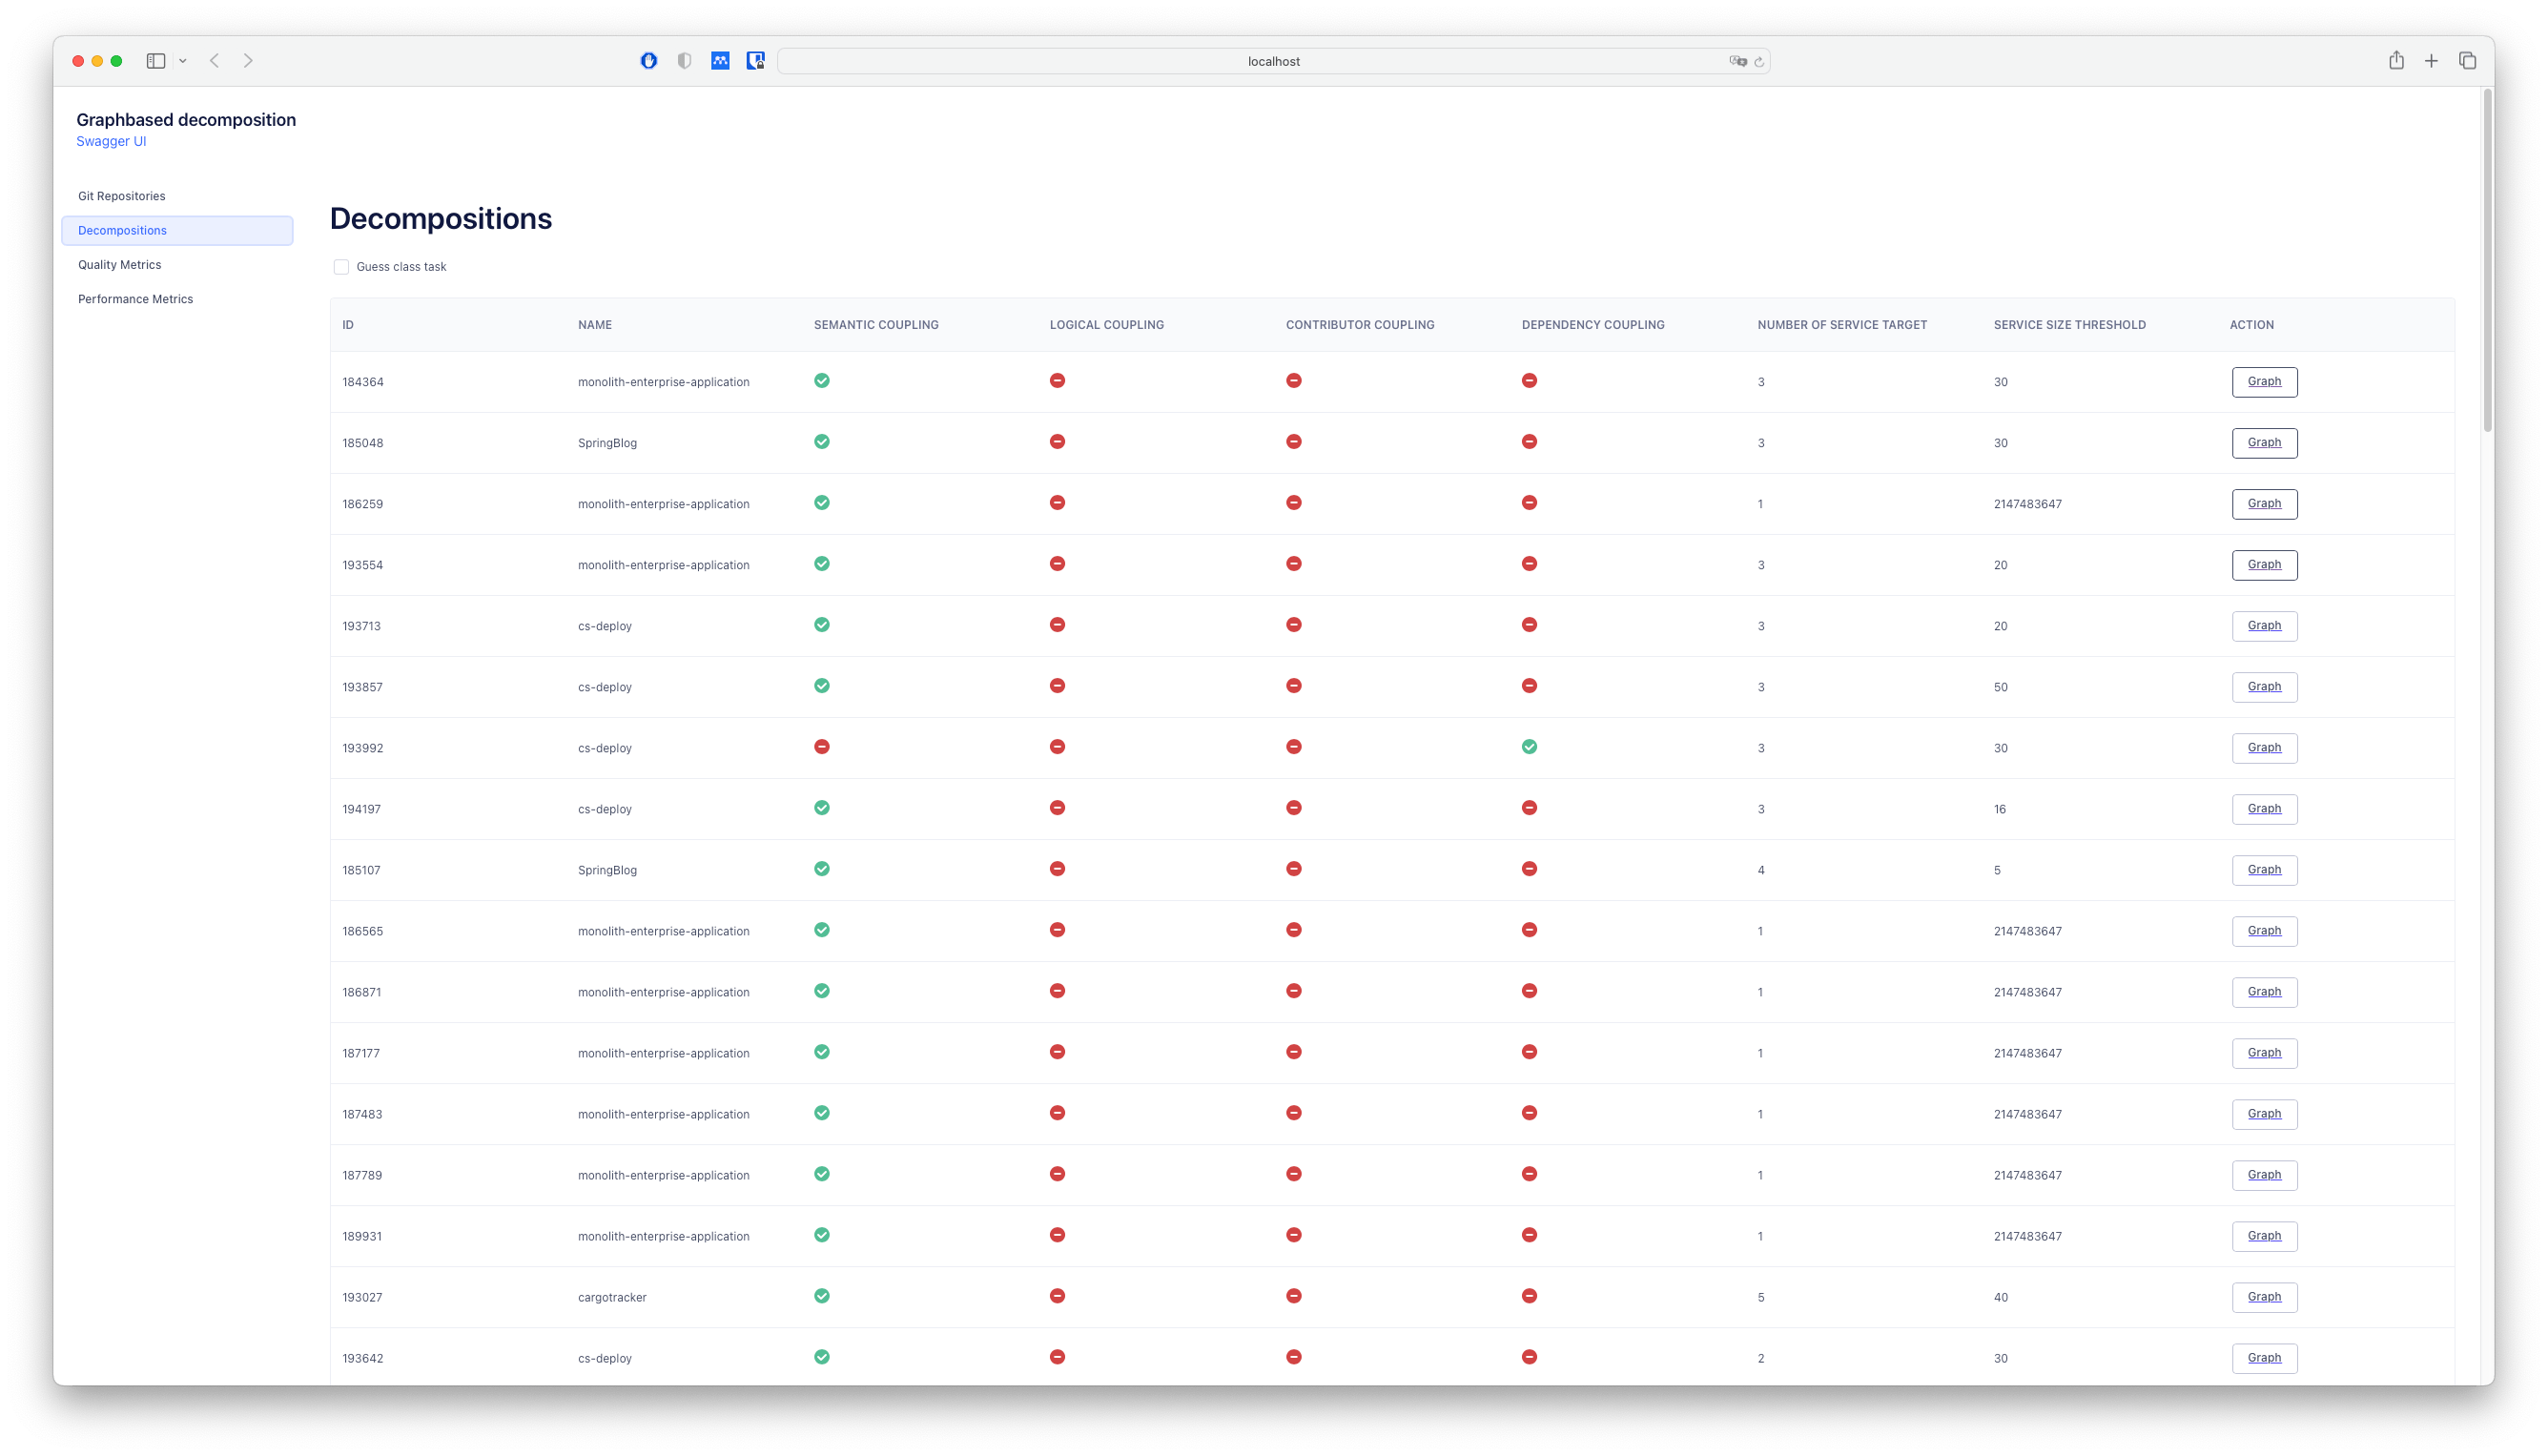 localhost
Graphbased decomposition
Swagger UI
Git Repositories
Decompositions
Quality Metrics
Performance Metrics
Decompositions
Guess class task
ID NAME SEMANTIC COUPLING LOGICAL COUPLING CONTRIBUTOR COUPLING DEPENDENCY COUPLING NUMBER OF SERVICE TARGET SERVICE SIZE THRESHOLD ACTION
184364 monolith-enterprise-application 3 30 Graph
185048 SpringBlog 3 30 Graph
186259 monolith-enterprise-application 1 2147483647 Graph
193554 monolith-enterprise-application 3 20 Graph
193713 cs-deploy 3 20 Graph
193857 cs-deploy 3 50 Graph
193992 cs-deploy 3 30 Graph
194197 cs-deploy 3 16 Graph
185107 SpringBlog 4 5 Graph
186565 monolith-enterprise-application 1 2147483647 Graph
186871 monolith-enterprise-application 1 2147483647 Graph
187177 monolith-enterprise-application 1 2147483647 Graph
187483 monolith-enterprise-application 1 2147483647 Graph
187789 monolith-enterprise-application 1 2147483647 Graph
189931 monolith-enterprise-application 1 2147483647 Graph
193027 cargotracker 5 40 Graph
193642 cs-deploy 2 30 Graph